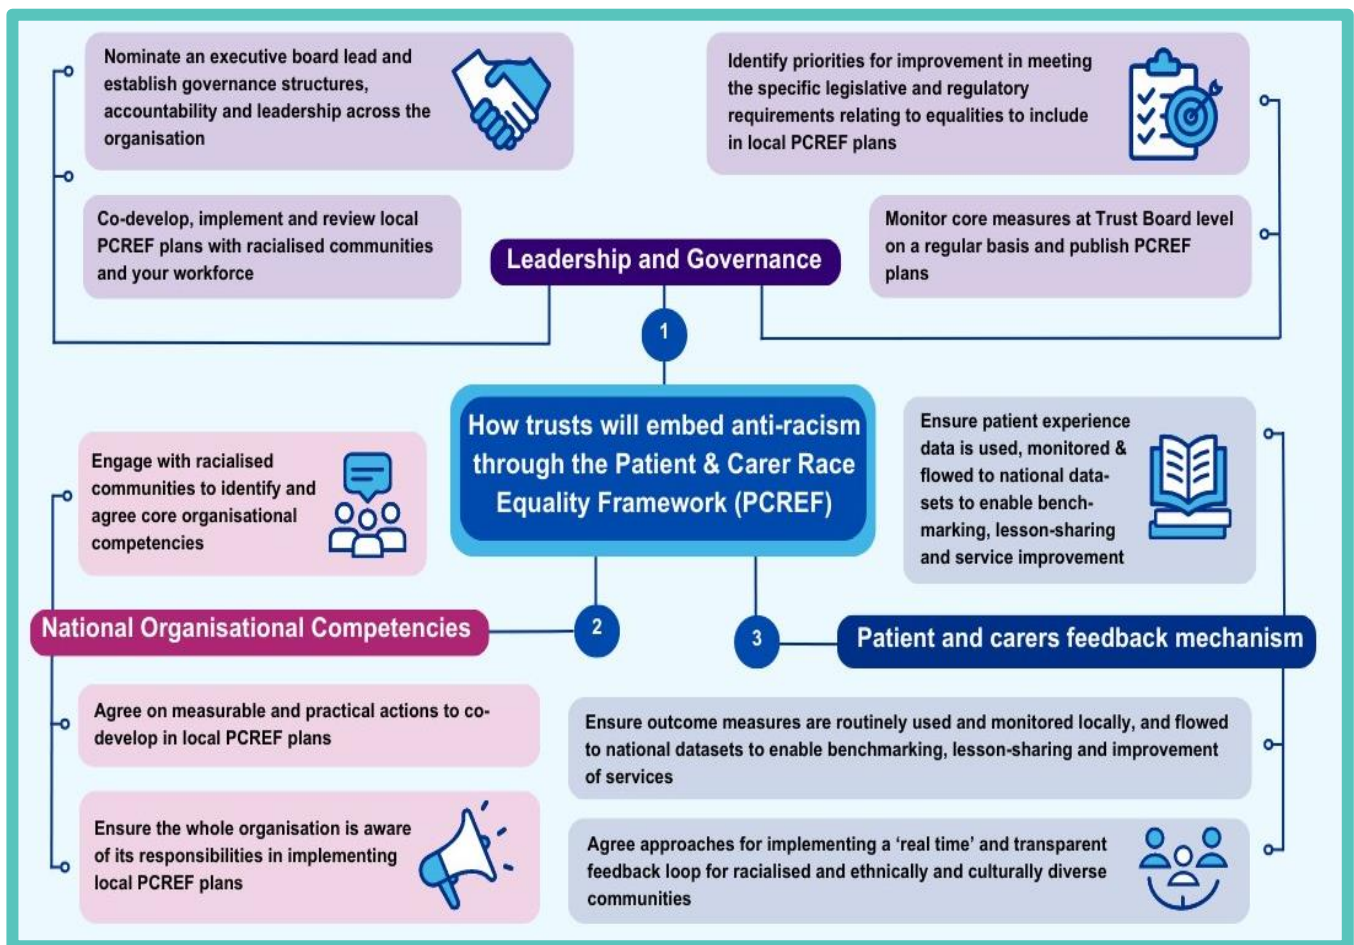 Nominate an executive board lead and
establish governance structures,
accountability and leadership across the
organisation
Co-develop, implement and review local
PCREF plans with racialised communities
and your workforce
Identify priorities for improvement in meeting
the specific legislative and regulatory
requirements relating to equalities to include
in local PCREF plans
Monitor core measures at Trust Board level
on a regular basis and publish PCREF
plans
Leadership and Governance
1
How trusts will embed anti-racism
through the Patient & Carer Race
Equality Framework (PCREF)
Engage with racialised
communities to identify and
agree core organisational
competencies
2
National Organisational Competencies
Agree on measurable and practical actions to co-
develop in local PCREF plans
Ensure the whole organisation is aware
of its responsibilities in implementing
local PCREF plans
Ensure patient experience
data is used, monitored &
flowed to national data-
sets to enable bench-
marking, lesson-sharing
and service improvement
3
Patient and carers feedback mechanism
Ensure outcome measures are routinely used and monitored locally, and flowed
to national datasets to enable benchmarking, lesson-sharing and improvement
of services
Agree approaches for implementing a ‘real time’ and transparent
feedback loop for racialised and ethnically and culturally diverse
communities